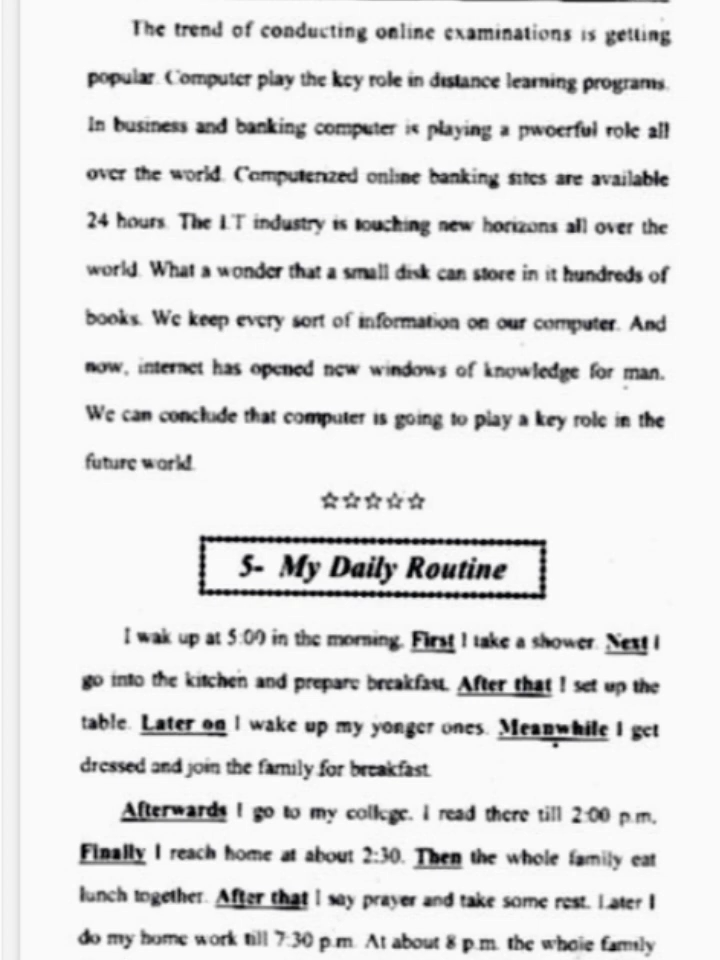 The trend of conducting online examinations is getting
popular. Computer play the key role in distance learning programs.
In business and banking computer is playing a pwoerful role all
over the world. Computerized online banking sites are available
24 hours. The I.T industry is touching new horizons all over the
world. What a wonder that a small disk can store in it hundreds of
books. We keep every sort of information on our computer. And
now, internet has opened new windows of knowledge for man.
We can conclude that computer is going to play a key role in the
future world.
☆☆☆☆☆
5- My Daily Routine
I wak up at 5:00 in the morning. First I take a shower. Next I
go into the kitchen and prepare breakfast. After that I set up the
table. Later on I wake up my yonger ones. Meanwhile I get
dressed and join the family for breakfast.
Afterwards I go to my college. I read there till 2:00 p.m.
Finally I reach home at about 2:30. Then the whole family eat
lunch together. After that I say prayer and take some rest. Later I
do my home work till 7:30 p.m. At about 8 p.m. the whole family